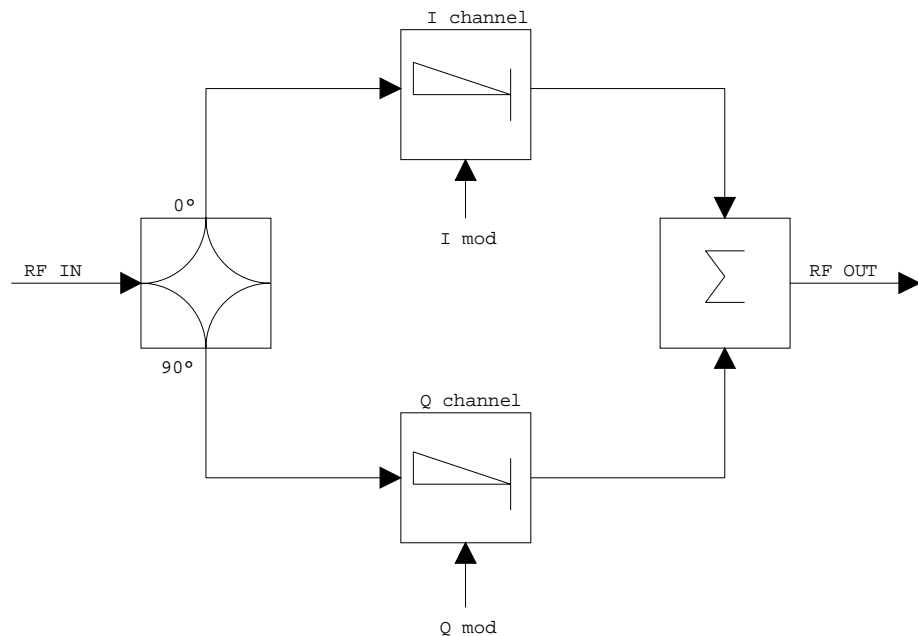 I channel
I mod
0°
RF IN
90°
Σ
RF OUT
Q channel
Q mod